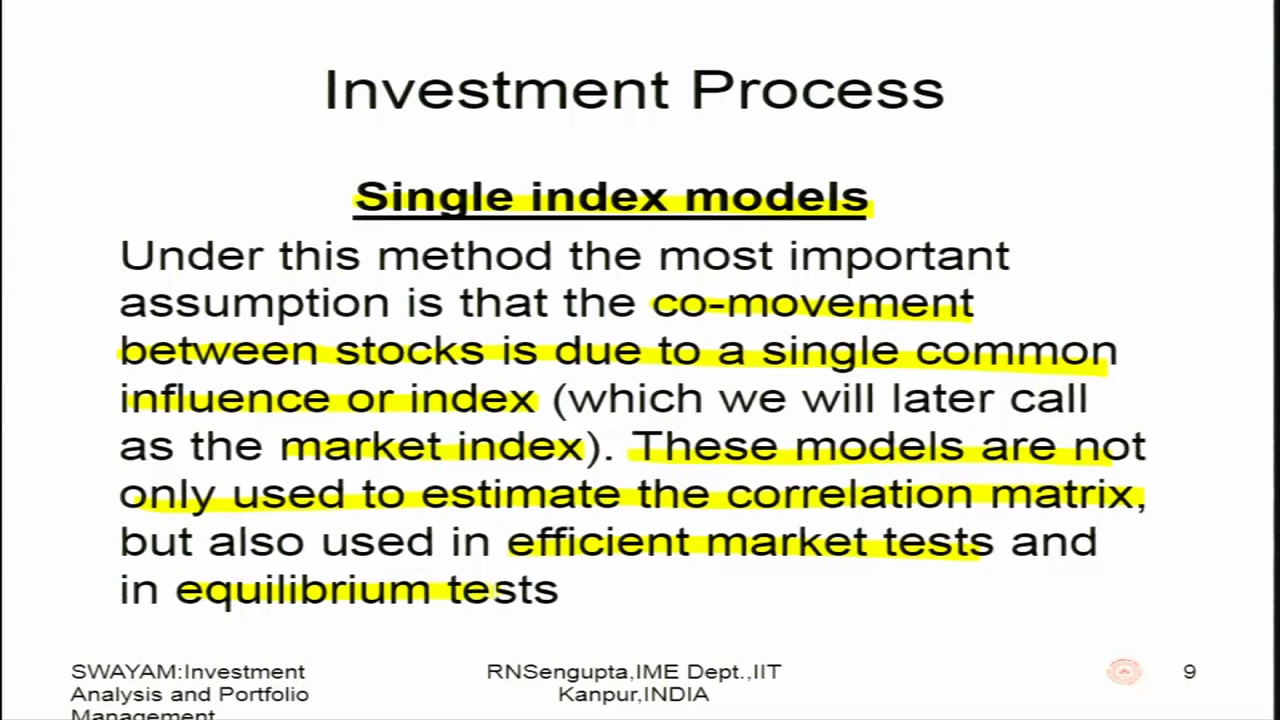 Investment Process
Single index models
Under this method the most important
assumption is that the co-movement
between stocks is due to a single common
influence or index (which we will later call
as the market index). These models are not
only used to estimate the correlation matrix,
but also used in efficient market tests and
in equilibrium tests
SWAYAM:Investment
Analysis and Portfolio
Management
RNSengupta,IME Dept.,IIT
Kanpur,INDIA
9